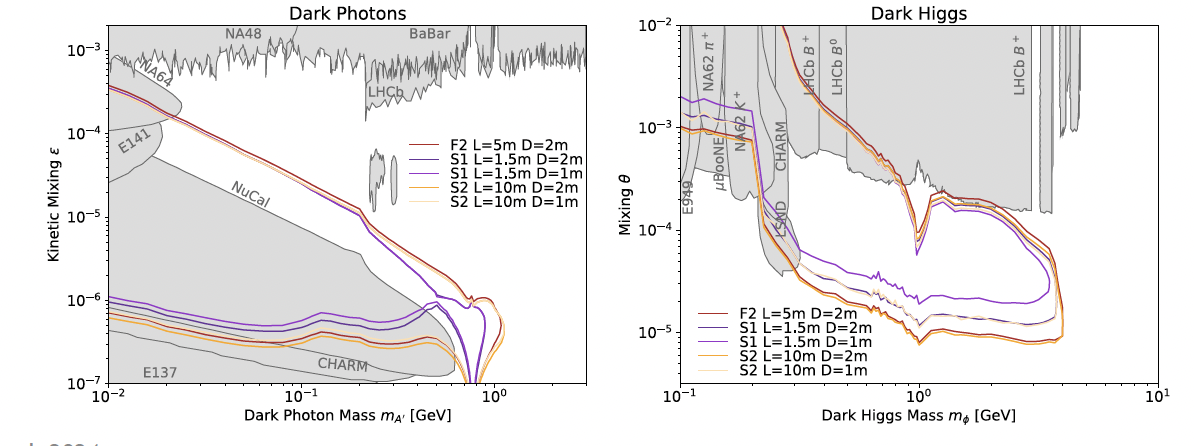 Dark Photons
10⁻³
10⁻⁴
10⁻⁵
10⁻⁶
10⁻⁷
Kinetic Mixing ε
NA48
BaBar
NA64
LHCb
E141
NuCal
F2 L=5m D=2m
S1 L=1.5m D=2m
S1 L=1.5m D=1m
S2 L=10m D=2m
S2 L=10m D=1m
CHARM
E137
10⁻²
10⁻¹
10⁰
Dark Photon Mass m_A′ [GeV]
Dark Higgs
10⁻²
10⁻³
10⁻⁴
10⁻⁵
Mixing θ
E949
NA62 π⁺
μBooNE
NA62 K⁺
LSND
CHARM
LHCb B⁺
LHCb B⁰
LHCb B⁺
F2 L=5m D=2m
S1 L=1.5m D=2m
S1 L=1.5m D=1m
S2 L=10m D=2m
S2 L=10m D=1m
10⁻¹
10⁰
10¹
Dark Higgs Mass m_ϕ [GeV]